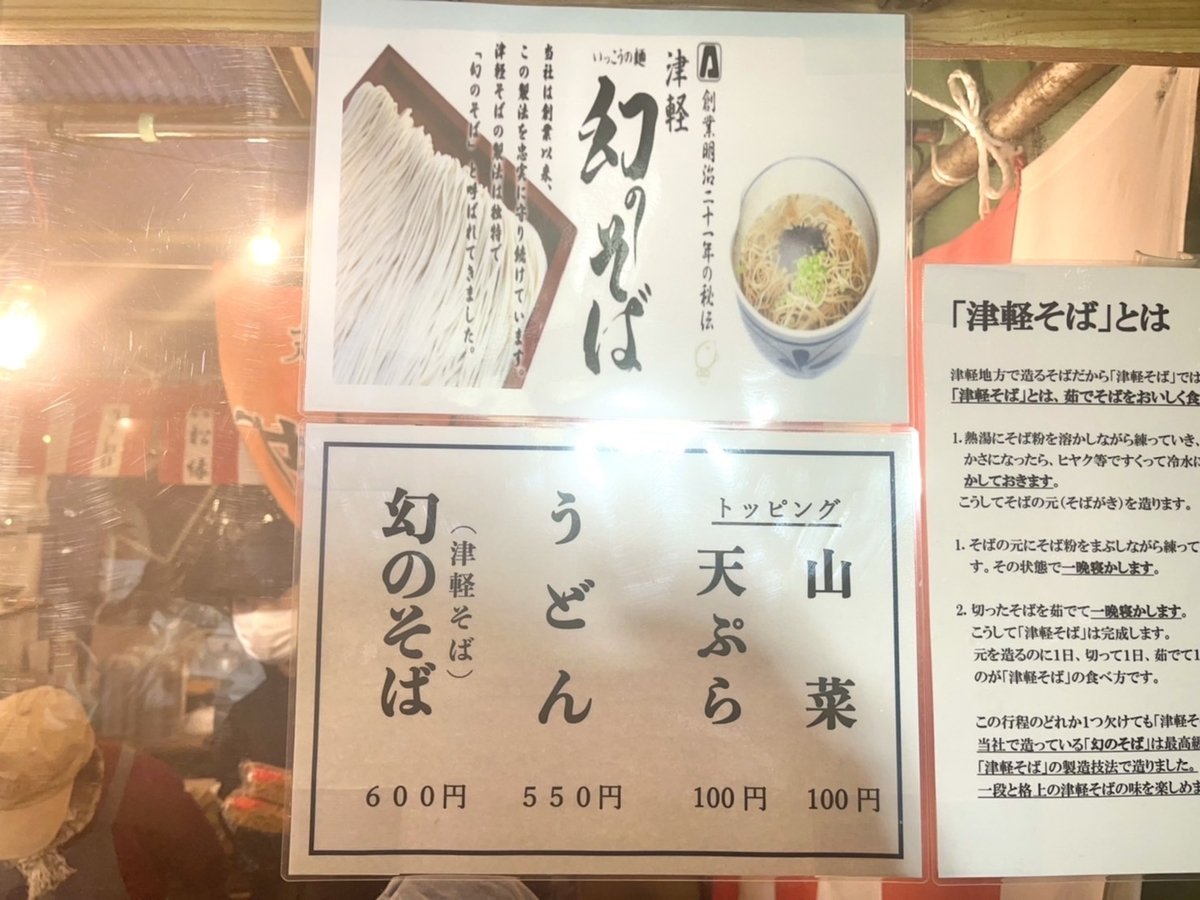 創業明治二十一年の秘伝
津軽
いっこうの麺
幻のそば
当社は創業以来、
この製法を忠実に守り続けています。
津軽そばの製法は独特で
「幻のそば」と呼ばれてきました。
トッピング
山菜
100円
天ぷら
100円
うどん
550円
(津軽そば)
幻のそば
600円
「津軽そば」とは
津軽地方で造るそばだから「津軽そば」では
「津軽そば」とは、茹でそばをおいしく食
1. 熱湯にそば粉を溶かしながら練っていき、
かさになったら、ヒヤク等ですくって冷水に
かしておきます。
こうしてそばの元(そばがき)を造ります。
1. そばの元にそば粉をまぶしながら練って
す。その状態で一晩寝かします。
2. 切ったそばを茹でて一晩寝かします。
こうして「津軽そば」は完成します。
元を造るのに1日、切って1日、茹でて1
のが「津軽そば」の食べ方です。
この行程のどれか1つ欠けても「津軽そ
当社で造っている「幻のそば」は最高級
「津軽そば」の製造技法で造りました。
一段と格上の津軽そばの味を楽しめま